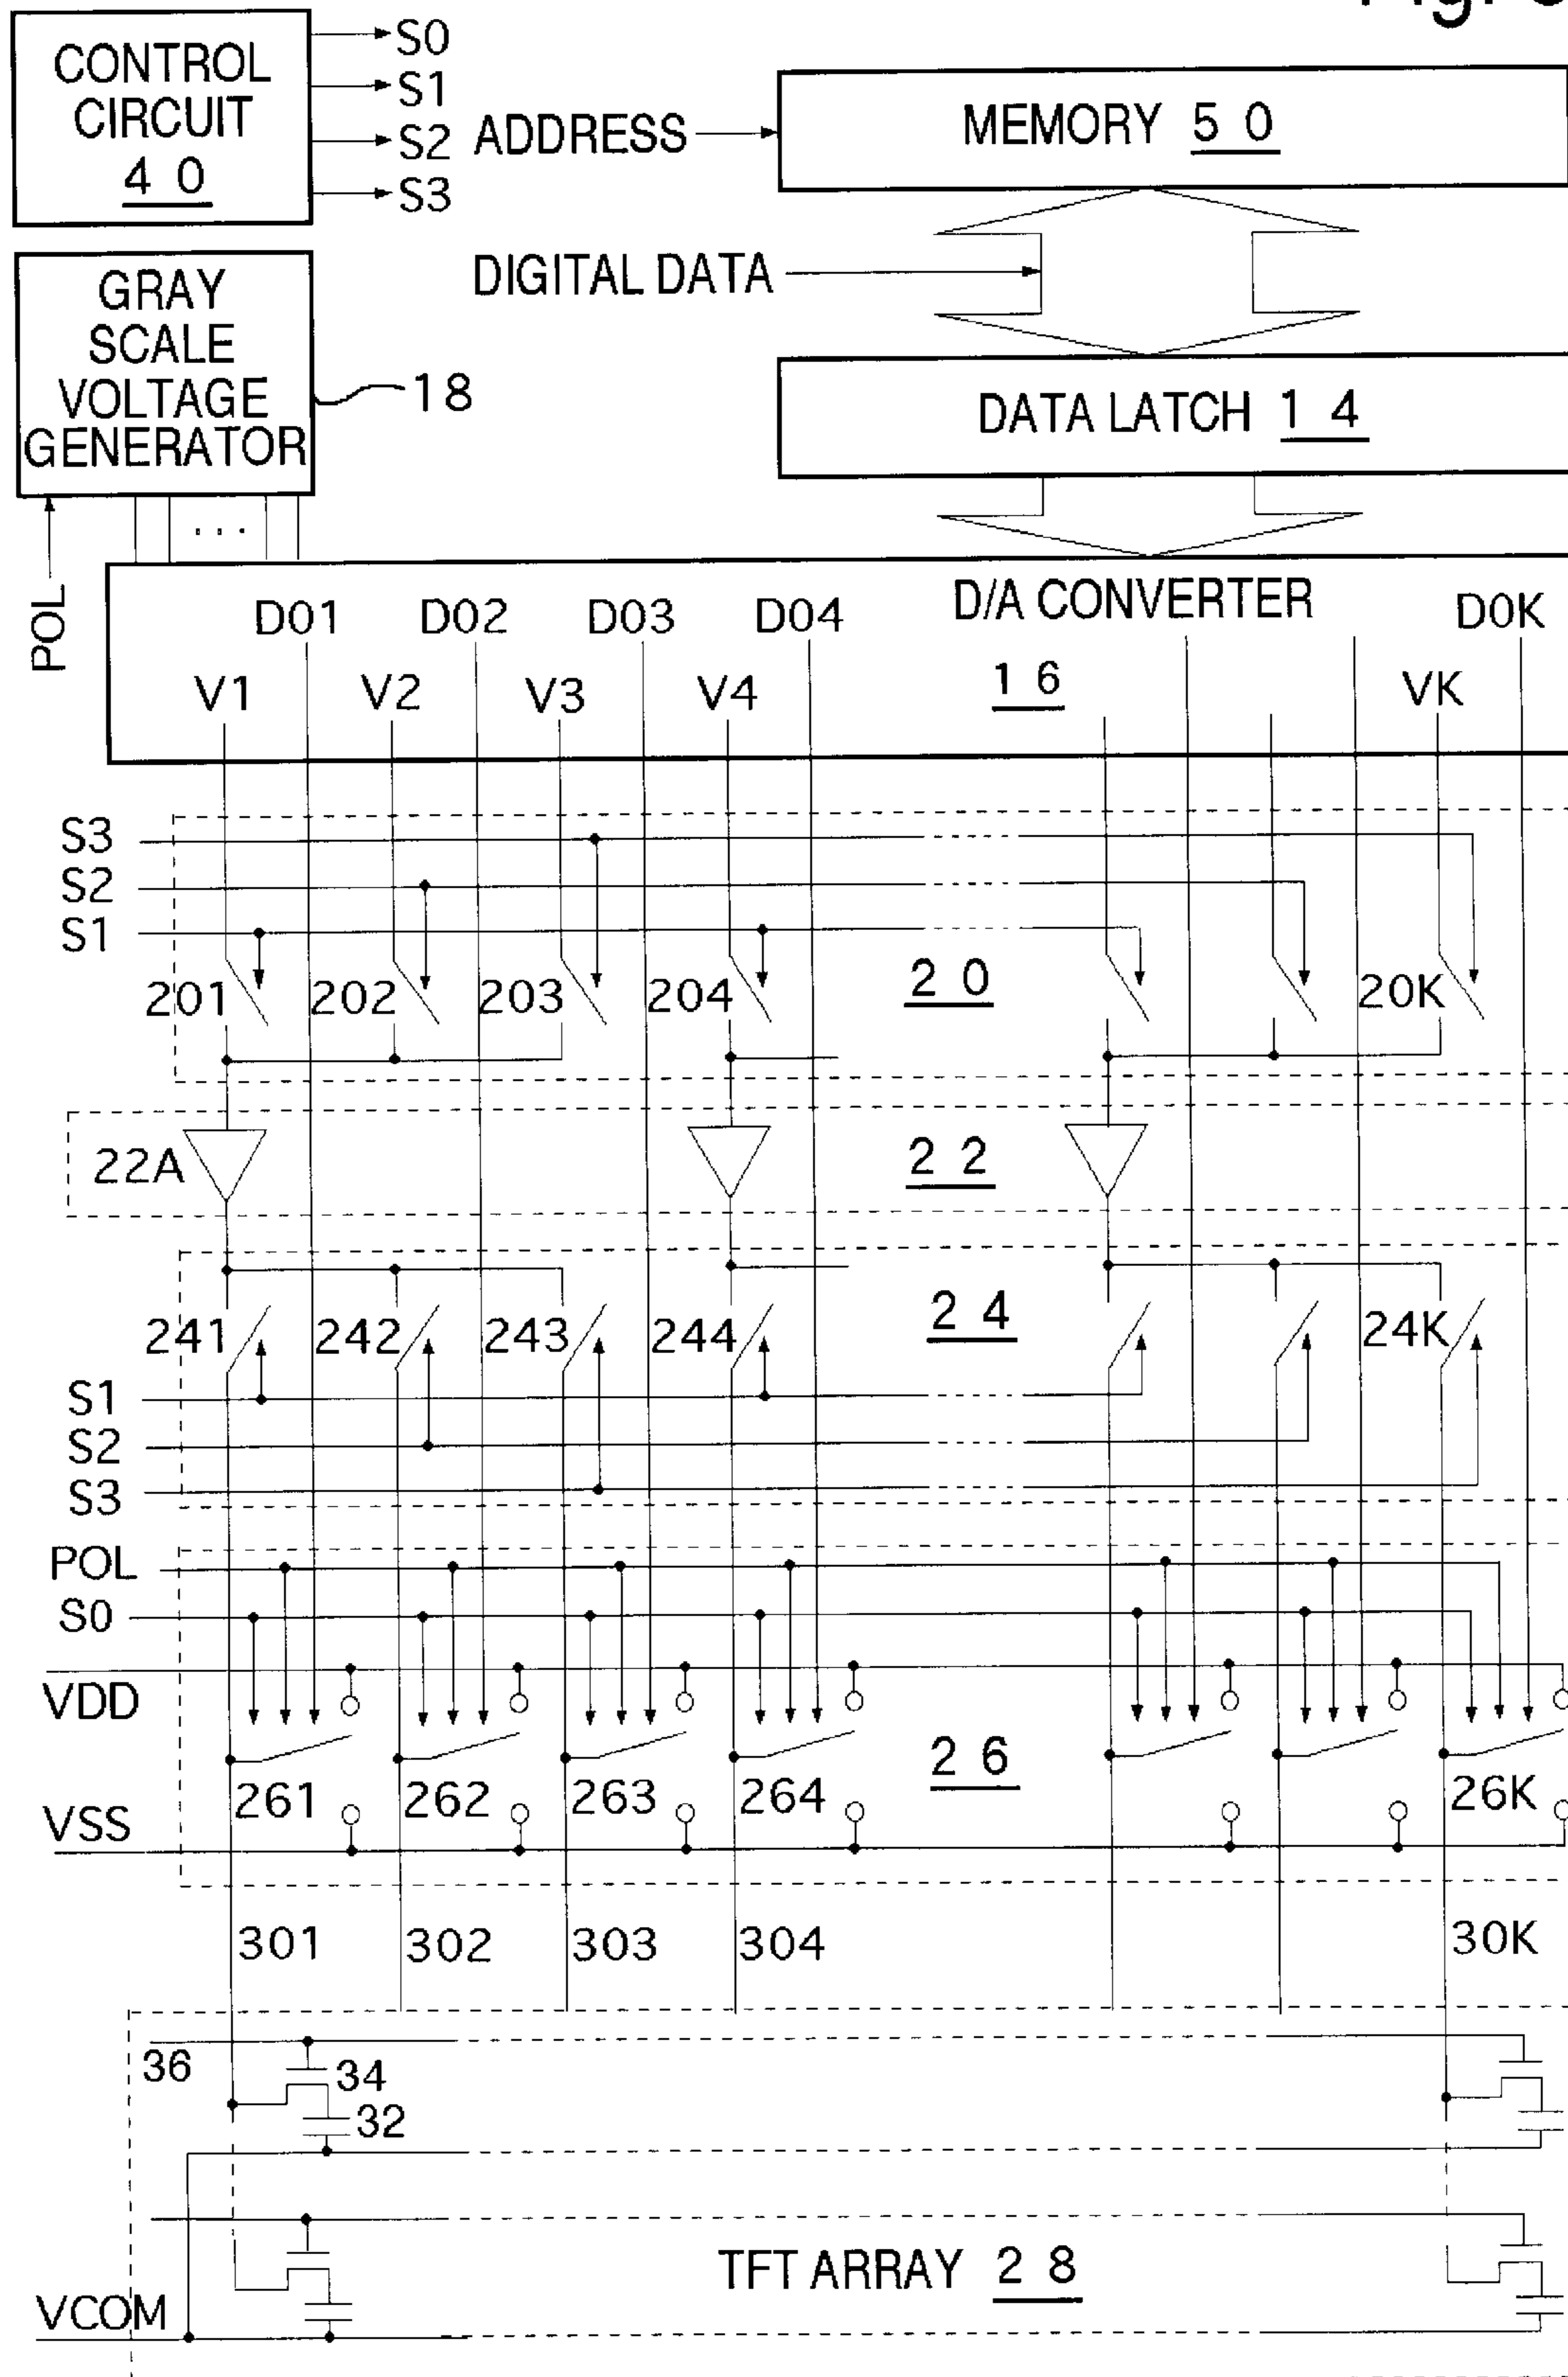 Fig.
CONTROL
CIRCUIT
40
S0
S1
S2
S3
ADDRESS
MEMORY 50
DIGITAL DATA
GRAY
SCALE
VOLTAGE
GENERATOR
18
DATA LATCH 14
POL
...
D/A CONVERTER
16
D01 D02 D03 D04 D0K
V1 V2 V3 V4 VK
S3
S2
S1
201 202 203 204 20 20K
22A 22
241 242 243 244 24 24K
S1
S2
S3
POL
S0
VDD
261 262 263 264 26 26K
VSS
301 302 303 304 30K
36 34
32
TFT ARRAY 28
VCOM